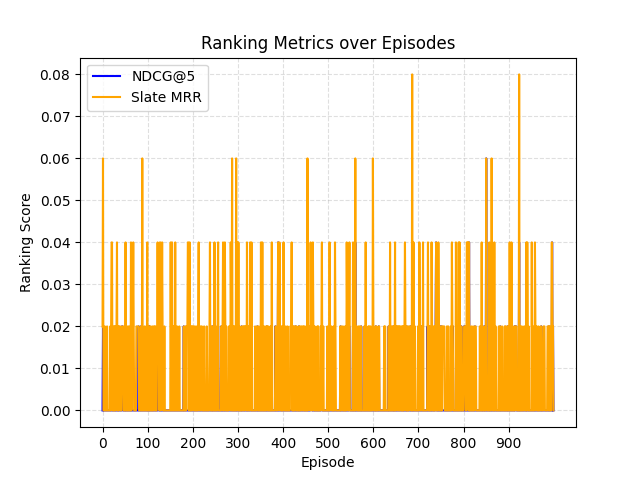 Ranking Metrics over Episodes
NDCG@5
Slate MRR
Ranking Score
0.08
0.07
0.06
0.05
0.04
0.03
0.02
0.01
0.00
0 100 200 300 400 500 600 700 800 900
Episode